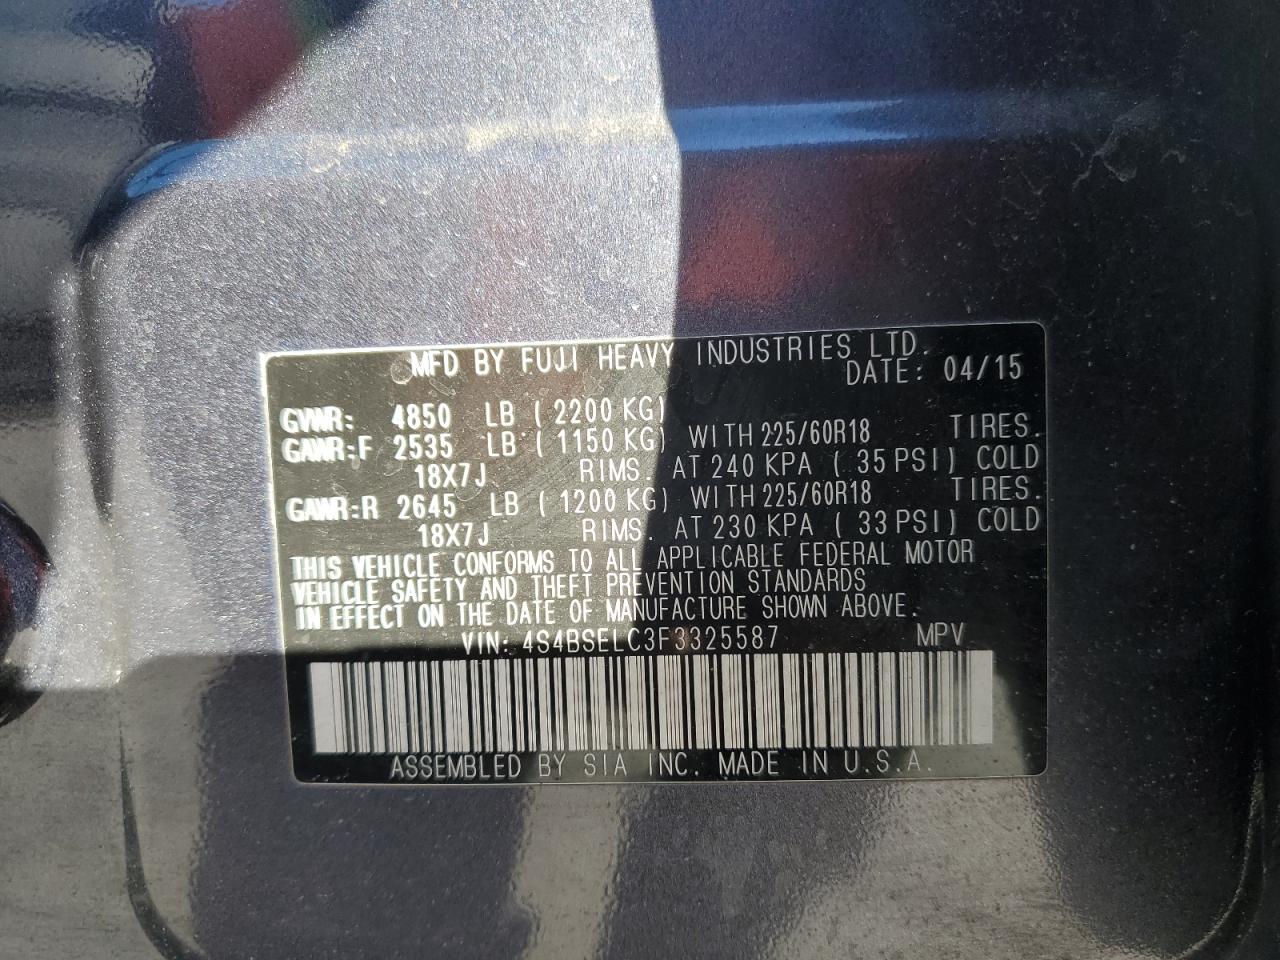 MFD BY FUJI HEAVY INDUSTRIES LTD.
DATE: 04/15
GVWR: 4850 LB (2200 KG)
GAWR:F 2535 LB (1150 KG) WITH 225/60R18 TIRES.
18X7J RIMS. AT 240 KPA (35 PSI) COLD
GAWR:R 2645 LB (1200 KG) WITH 225/60R18 TIRES.
18X7J RIMS. AT 230 KPA (33 PSI) COLD
THIS VEHICLE CONFORMS TO ALL APPLICABLE FEDERAL MOTOR
VEHICLE SAFETY AND THEFT PREVENTION STANDARDS
IN EFFECT ON THE DATE OF MANUFACTURE SHOWN ABOVE.
VIN: 4S4BSELC3F3325587 MPV
ASSEMBLED BY SIA INC. MADE IN U.S.A.